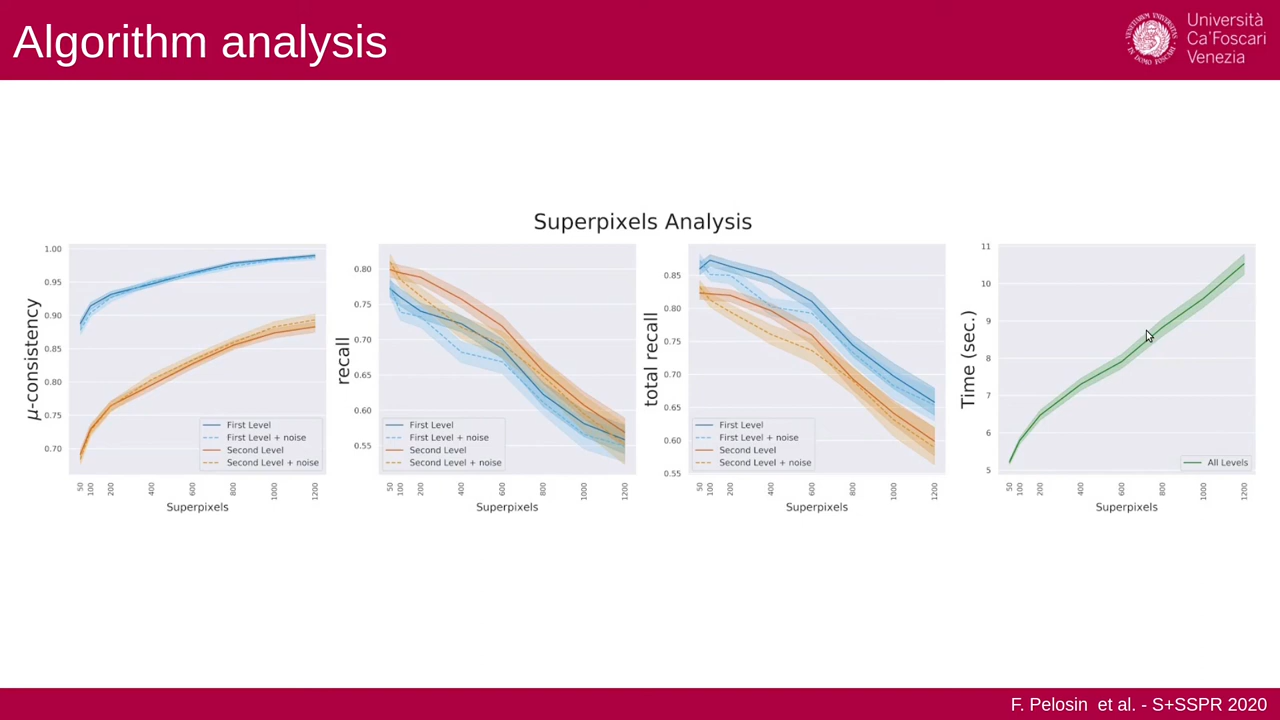 Algorithm analysis
Università
Ca'Foscari
Venezia
Superpixels Analysis
μ-consistency
1.00
0.95
0.90
0.85
0.80
0.75
0.70
First Level
First Level + noise
Second Level
Second Level + noise
50 100 200 400 600 800 1000 1200
Superpixels
recall
0.80
0.75
0.70
0.65
0.60
0.55
First Level
First Level + noise
Second Level
Second Level + noise
50 100 200 400 600 800 1000 1200
Superpixels
total recall
0.85
0.80
0.75
0.70
0.65
0.60
0.55
First Level
First Level + noise
Second Level
Second Level + noise
50 100 200 400 600 800 1000 1200
Superpixels
Time (sec.)
11
10
9
8
7
6
5
All Levels
50 100 200 400 600 800 1000 1200
Superpixels
F. Pelosin et al. - S+SSPR 2020